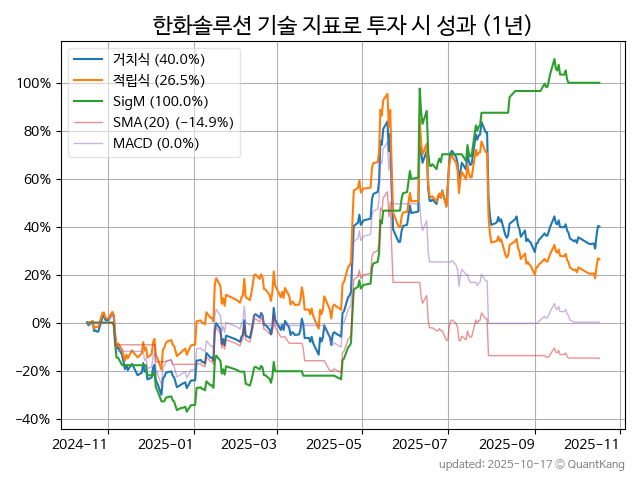 한화솔루션 기술 지표로 투자 시 성과 (1년)
거치식 (40.0%)
적립식 (26.5%)
SigM (100.0%)
SMA(20) (−14.9%)
MACD (0.0%)
100%
80%
60%
40%
20%
0%
−20%
−40%
2024−11 2025−01 2025−03 2025−05 2025−07 2025−09 2025−11
updated: 2025-10-17 © QuantKang